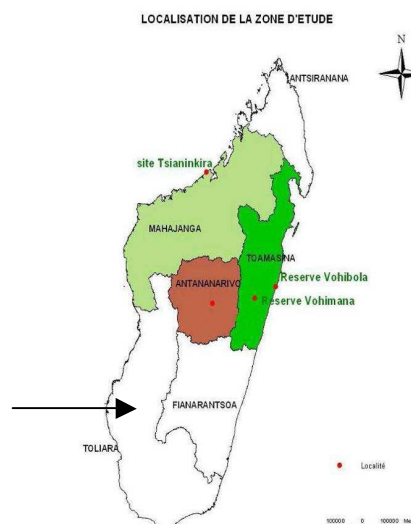 LOCALISATION DE LA ZONE D'ETUDE
N
ANTSIRANANA
site Tsianinkira
MAHAJANGA
TOAMASINA
Reserve Vohibola
ANTANANARIVO
Reserve Vohimana
FIANARANTSOA
TOLIARA
Localité
100000 0 100000 Me